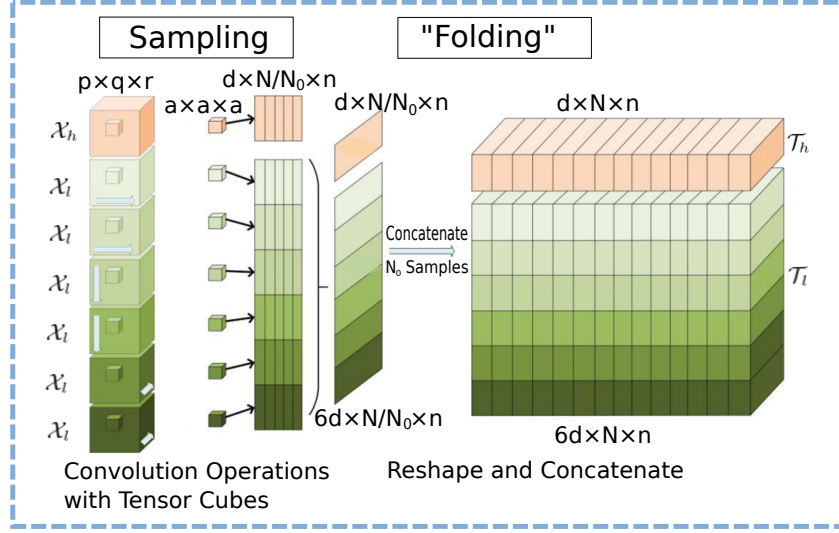 Sampling
"Folding"
p×q×r
a×a×a
d×N/N₀×n
d×N/N₀×n
d×N×n
𝒳ₕ
𝒳ₗ
𝒳ₗ
𝒳ₗ
𝒳ₗ
𝒳ₗ
𝒳ₗ
Concatenate
N₀ Samples
𝒯ₕ
𝒯ₗ
6d×N/N₀×n
6d×N×n
Convolution Operations
with Tensor Cubes
Reshape and Concatenate